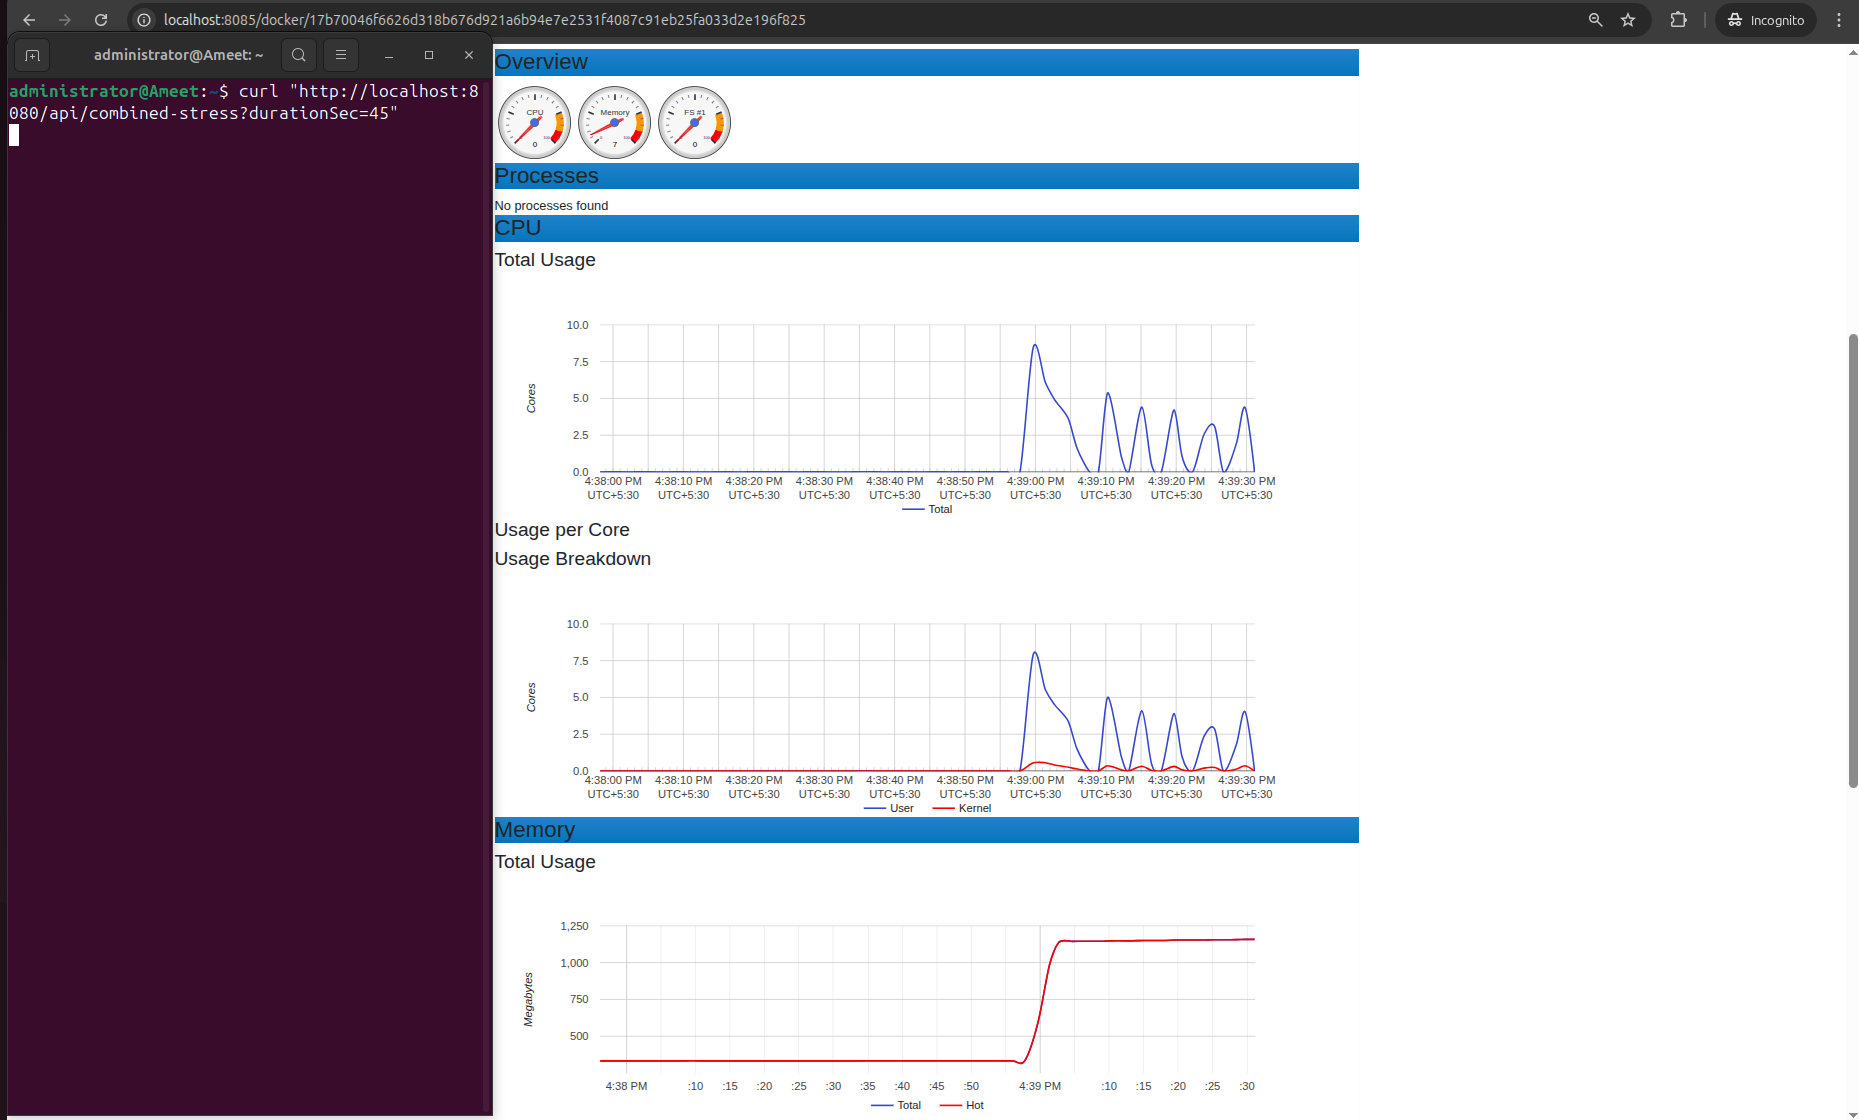 localhost:8085/docker/17b70046f6626d318b676d921a6b94e7e2531f4087c91eb25fa033d2e196f825
Incognito
administrator@Ameet: ~
administrator@Ameet:~$ curl "http://localhost:8
080/api/combined-stress?durationSec=45"
Overview
CPU Memory FS #1
0 100 100
0 7 0
Processes
No processes found
CPU
Total Usage
10.0
7.5
5.0
2.5
0.0
Cores
4:38:00 PM 4:38:10 PM 4:38:20 PM 4:38:30 PM 4:38:40 PM 4:38:50 PM 4:39:00 PM 4:39:10 PM 4:39:20 PM 4:39:30 PM
UTC+5:30 UTC+5:30 UTC+5:30 UTC+5:30 UTC+5:30 UTC+5:30 UTC+5:30 UTC+5:30 UTC+5:30 UTC+5:30
Total
Usage per Core
Usage Breakdown
10.0
7.5
5.0
2.5
0.0
Cores
4:38:00 PM 4:38:10 PM 4:38:20 PM 4:38:30 PM 4:38:40 PM 4:38:50 PM 4:39:00 PM 4:39:10 PM 4:39:20 PM 4:39:30 PM
UTC+5:30 UTC+5:30 UTC+5:30 UTC+5:30 UTC+5:30 UTC+5:30 UTC+5:30 UTC+5:30 UTC+5:30 UTC+5:30
User Kernel
Memory
Total Usage
1,250
1,000
750
500
Megabytes
4:38 PM :10 :15 :20 :25 :30 :35 :40 :45 :50 4:39 PM :10 :15 :20 :25 :30
Total Hot